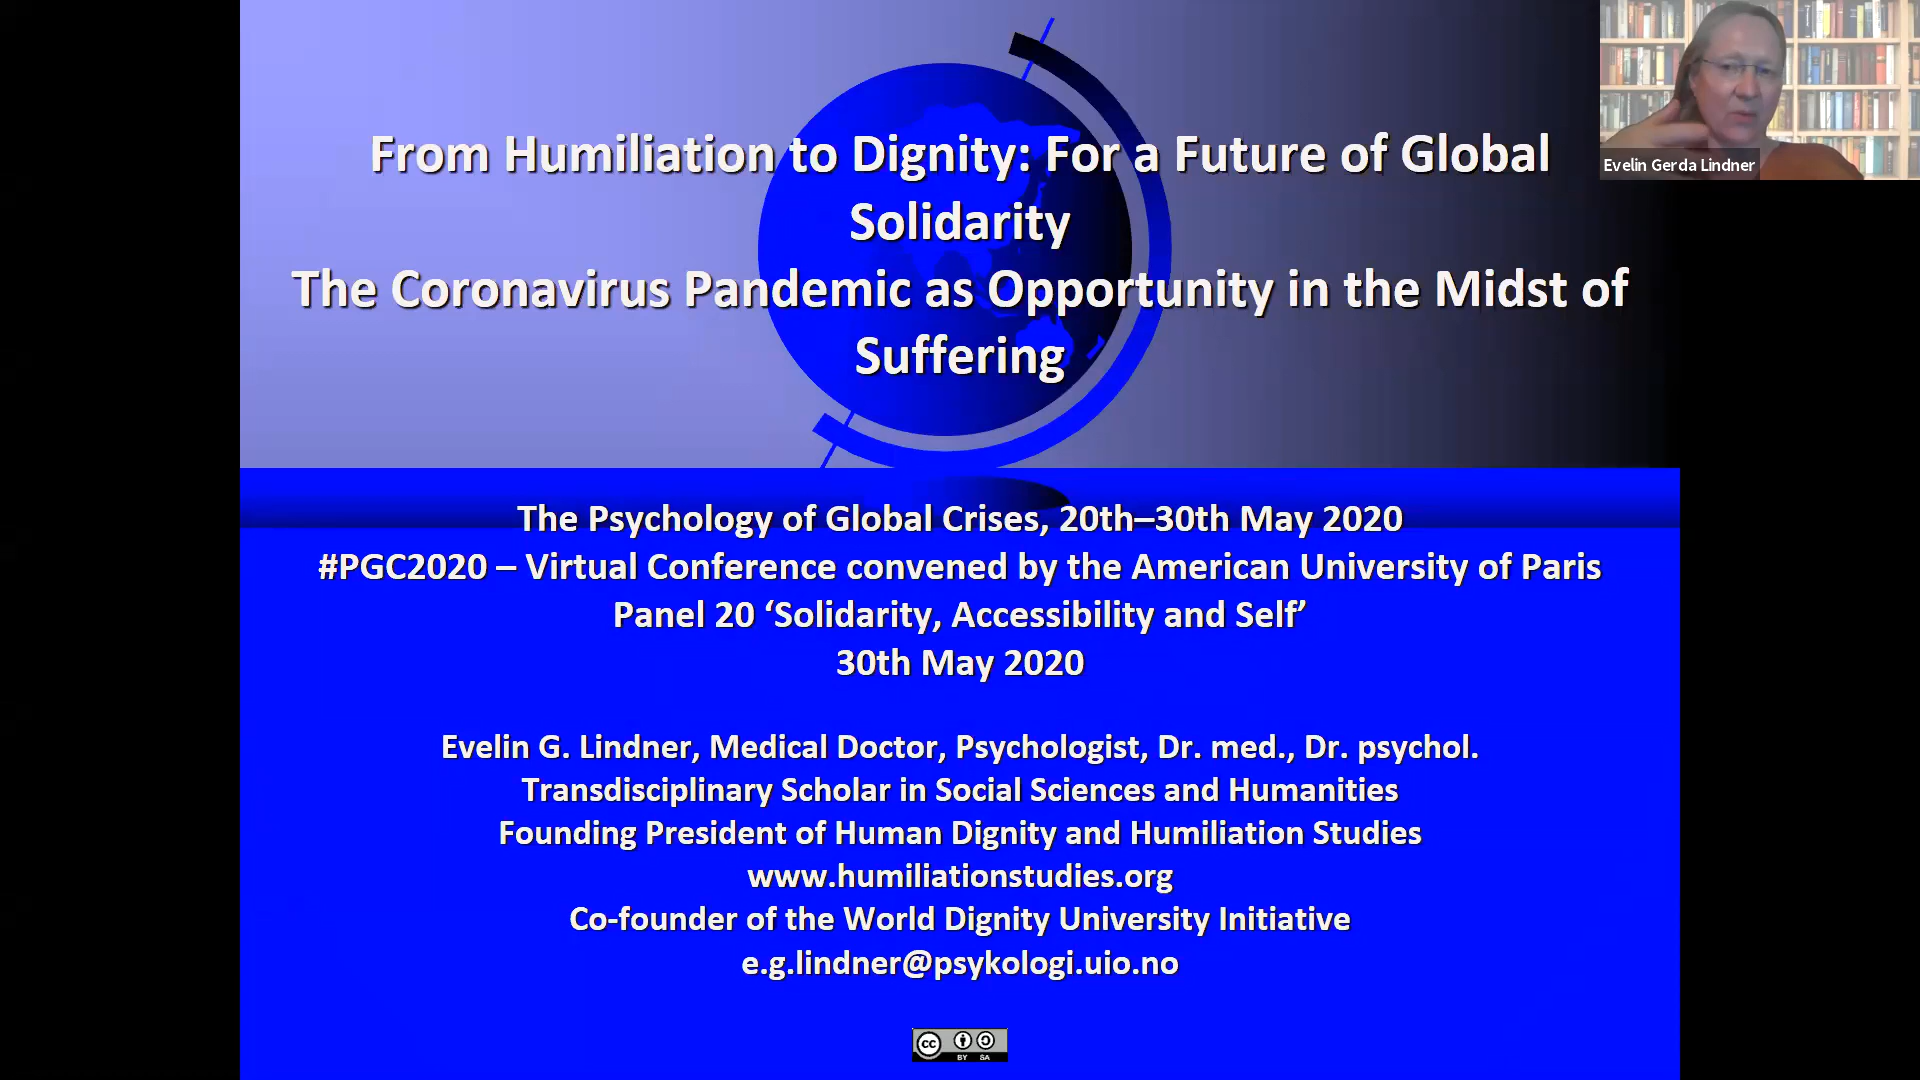 From Humiliation to Dignity: For a Future of Global
Solidarity
The Coronavirus Pandemic as Opportunity in the Midst of
Suffering
Evelin Gerda Lindner
The Psychology of Global Crises, 20th–30th May 2020
#PGC2020 – Virtual Conference convened by the American University of Paris
Panel 20 ‘Solidarity, Accessibility and Self’
30th May 2020
Evelin G. Lindner, Medical Doctor, Psychologist, Dr. med., Dr. psychol.
Transdisciplinary Scholar in Social Sciences and Humanities
Founding President of Human Dignity and Humiliation Studies
www.humiliationstudies.org
Co-founder of the World Dignity University Initiative
e.g.lindner@psykologi.uio.no
cc BY SA